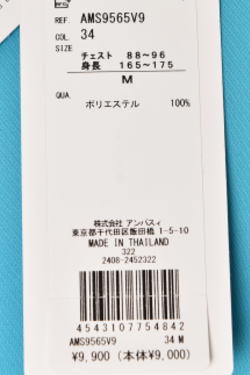 REF. AMS9565V9
COL. 34
SIZE
チェスト 88～96
身長 165～175
M
QUA.
ポリエステル 100%
株式会社 アンパスィ
東京都千代田区飯田橋 1-5-10
MADE IN THAILAND
322
2408-2452322
4543107754842
AMS9565V9 34 M
¥9,900 (本体¥9,000)